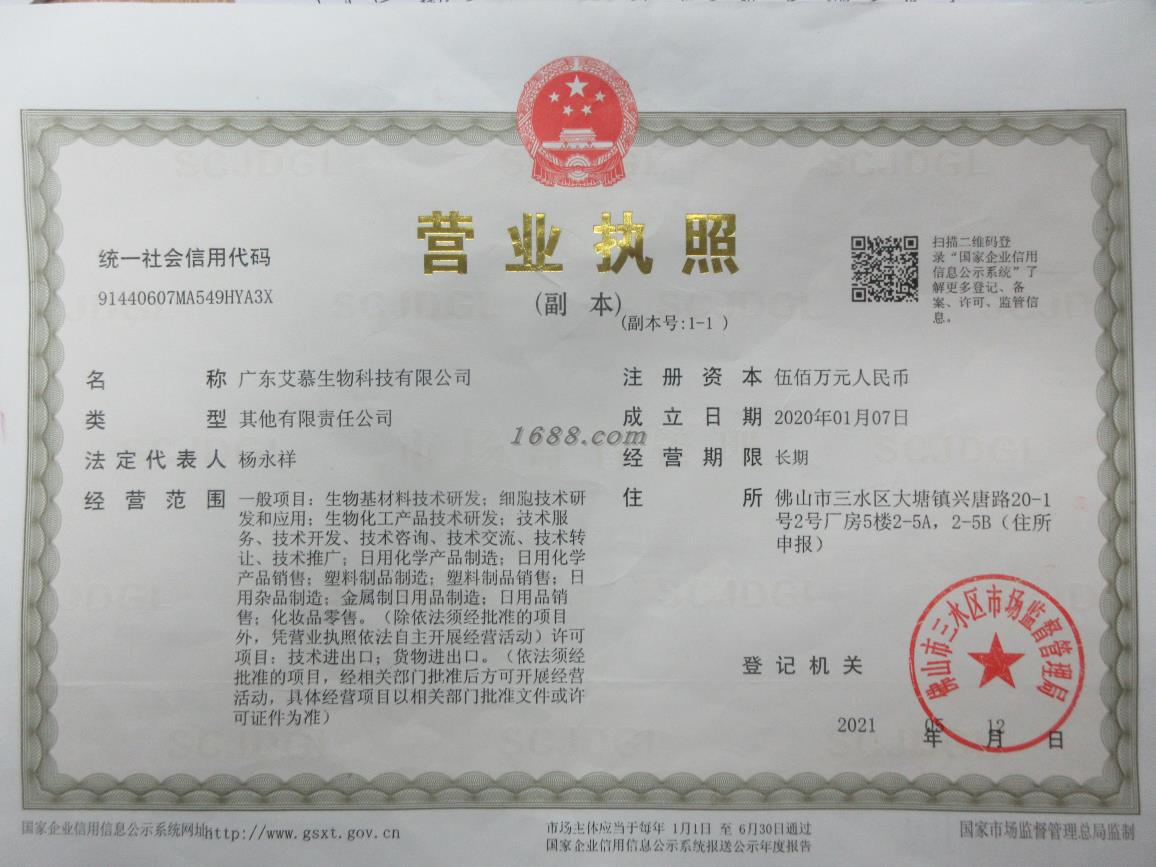 营业执照
(副 本)
(副本号:1-1 )
统一社会信用代码
91440607MA549HYA3X
扫描二维码登
录“国家企业信用
信息公示系统”了
解更多登记、备
案、许可、监管信
息。
名 称 广东艾慕生物科技有限公司
类 型 其他有限责任公司
法定代表人 杨永祥
经营范围 一般项目：生物基材料技术研发；细胞技术研
发和应用；生物化工产品技术研发；技术服
务、技术开发、技术咨询、技术交流、技术转
让、技术推广；日用化学产品制造；日用化学
产品销售；塑料制品制造；塑料制品销售；日
用杂品制造；金属制日用品制造；日用品销
售；化妆品零售。（除依法须经批准的项目
外，凭营业执照依法自主开展经营活动）许可
项目：技术进出口；货物进出口。（依法须经
批准的项目，经相关部门批准后方可开展经营
活动，具体经营项目以相关部门批准文件或许
可证件为准）
注册资本 伍佰万元人民币
成立日期 2020年01月07日
经营期限 长期
住 所 佛山市三水区大塘镇兴唐路20-1
号2号厂房5楼2-5A，2-5B（住所
申报）
1688.com
登记机关
佛山市三水区市场监督管理局
2021 年 05 月 12 日
国家企业信用信息公示系统网址http://www.gsxt.gov.cn
市场主体应当于每年 1月1日 至 6月30日通过
国家企业信用信息公示系统报送公示年度报告
国家市场监督管理总局监制